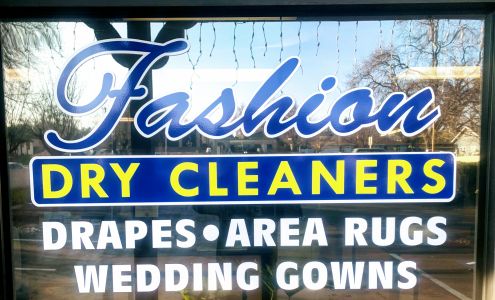 Fashion
DRY CLEANERS
DRAPES • AREA RUGS
WEDDING GOWNS